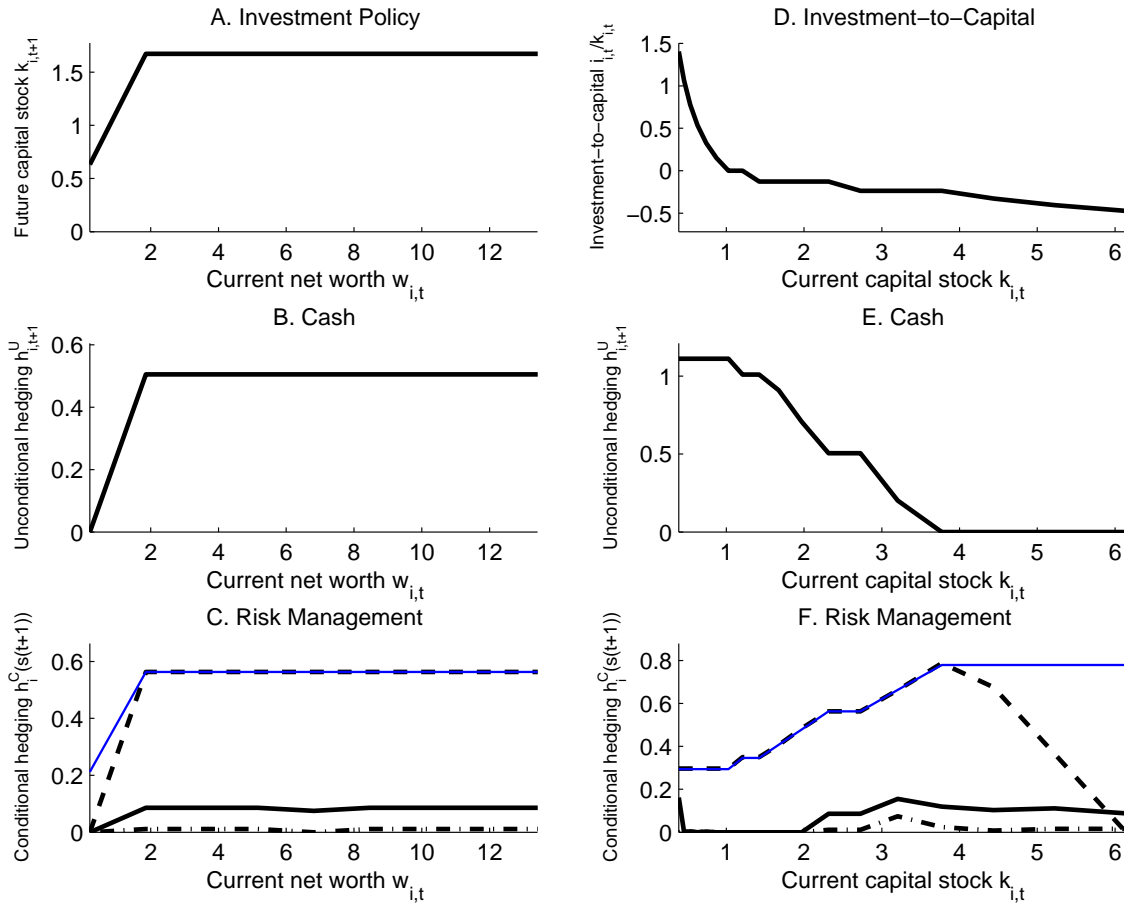 A. Investment Policy
Future capital stock k_{i,t+1}
1.5
1
0.5
0
2 4 6 8 10 12
Current net worth w_{i,t}
B. Cash
Unconditional hedging h^U_{i,t+1}
0.6
0.4
0.2
0
2 4 6 8 10 12
Current net worth w_{i,t}
C. Risk Management
Conditional hedging h_i^C(s(t+1))
0.6
0.4
0.2
0
2 4 6 8 10 12
Current net worth w_{i,t}
D. Investment−to−Capital
Investment−to−capital i_{i,t}/k_{i,t}
1.5
1
0.5
0
−0.5
1 2 3 4 5 6
Current capital stock k_{i,t}
E. Cash
Unconditional hedging h^U_{i,t+1}
1
0.5
0
1 2 3 4 5 6
Current capital stock k_{i,t}
F. Risk Management
Conditional hedging h_i^C(s(t+1))
0.8
0.6
0.4
0.2
0
1 2 3 4 5 6
Current capital stock k_{i,t}